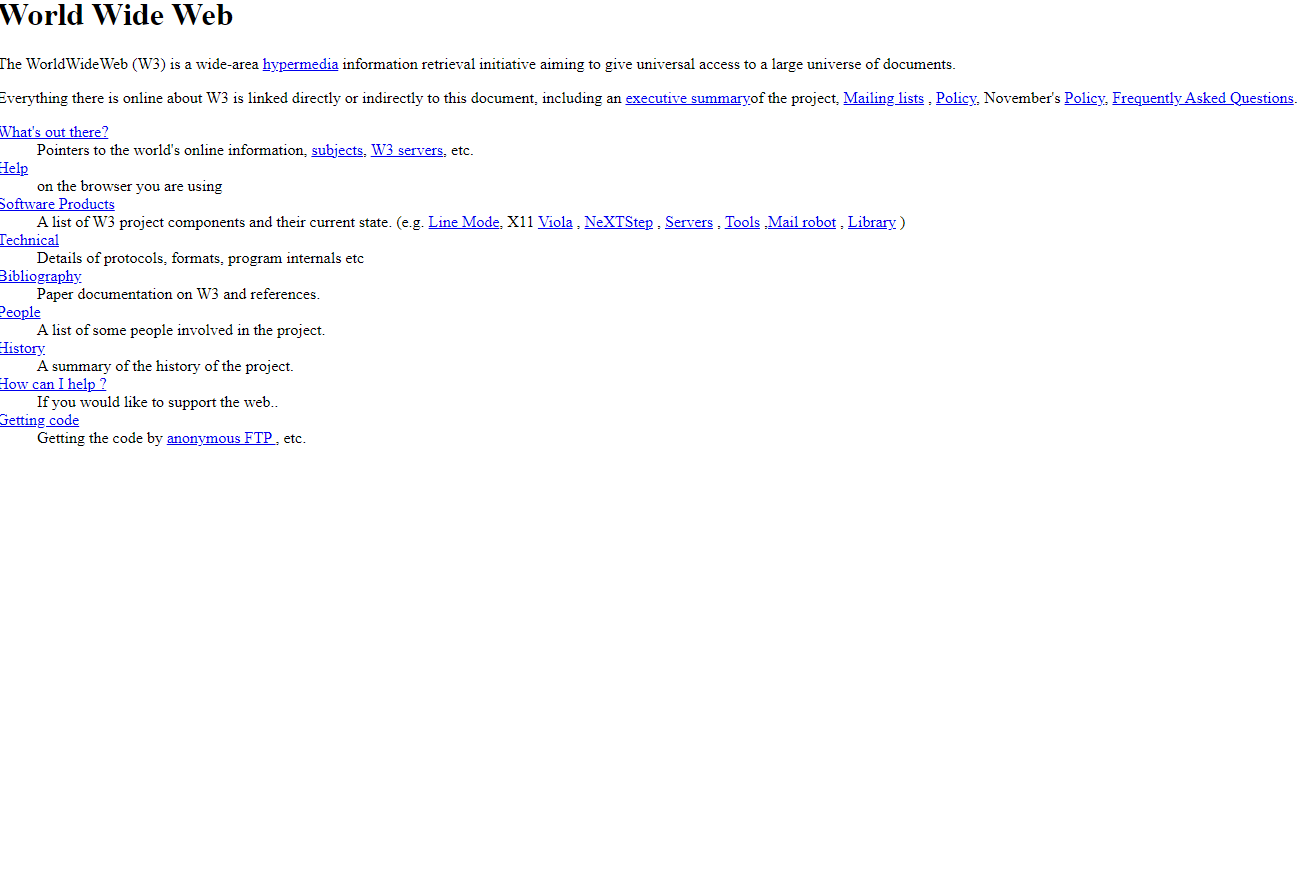 World Wide Web
The WorldWideWeb (W3) is a wide-area hypermedia information retrieval initiative aiming to give universal access to a large universe of documents.
Everything there is online about W3 is linked directly or indirectly to this document, including an executive summaryof the project, Mailing lists , Policy, November's Policy, Frequently Asked Questions.
What's out there?
Pointers to the world's online information, subjects, W3 servers, etc.
Help
on the browser you are using
Software Products
A list of W3 project components and their current state. (e.g. Line Mode, X11 Viola , NeXTStep , Servers , Tools ,Mail robot , Library )
Technical
Details of protocols, formats, program internals etc
Bibliography
Paper documentation on W3 and references.
People
A list of some people involved in the project.
History
A summary of the history of the project.
How can I help ?
If you would like to support the web..
Getting code
Getting the code by anonymous FTP , etc.